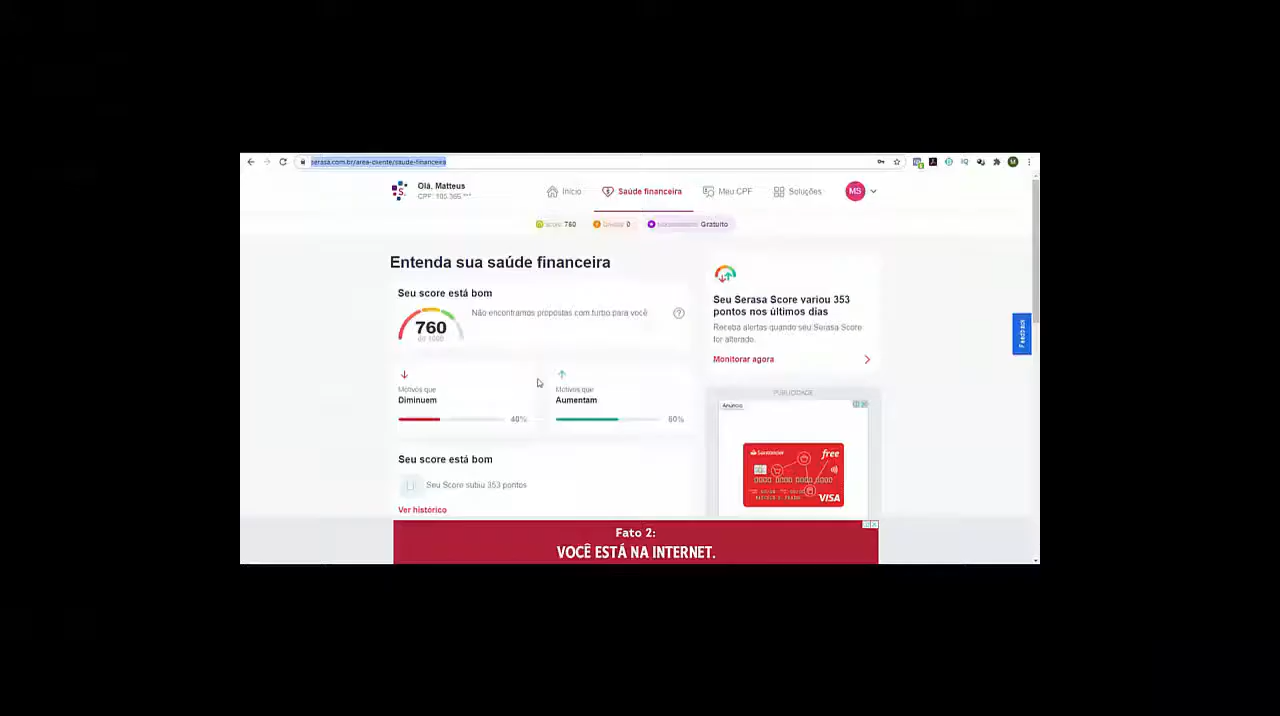 serasa.com.br/area-cliente/saude-financeira
Olá, Matteus
Início
Saúde financeira
Meu CPF
Soluções
MS
Score 760
0
Gratuito
Entenda sua saúde financeira
Seu score está bom
Não encontramos propostas com turbo para você
760
de 1000
Seu Serasa Score variou 353
pontos nos últimos dias
Receba alertas quando seu Serasa Score
for alterado.
Monitorar agora
Motivos que
Diminuem
40%
Motivos que
Aumentam
60%
Feedback
PUBLICIDADE
Anúncio
Santander
free
VISA
Seu score está bom
Seu Score subiu 353 pontos
Ver histórico
Fato 2:
VOCÊ ESTÁ NA INTERNET.